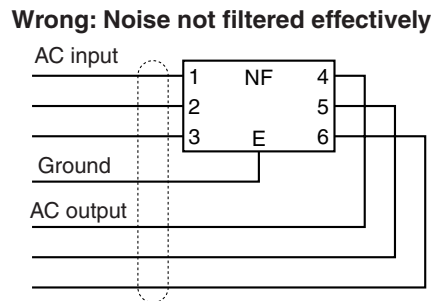 Wrong: Noise not filtered effectively
AC input
1 NF 4
2 5
3 E 6
Ground
AC output